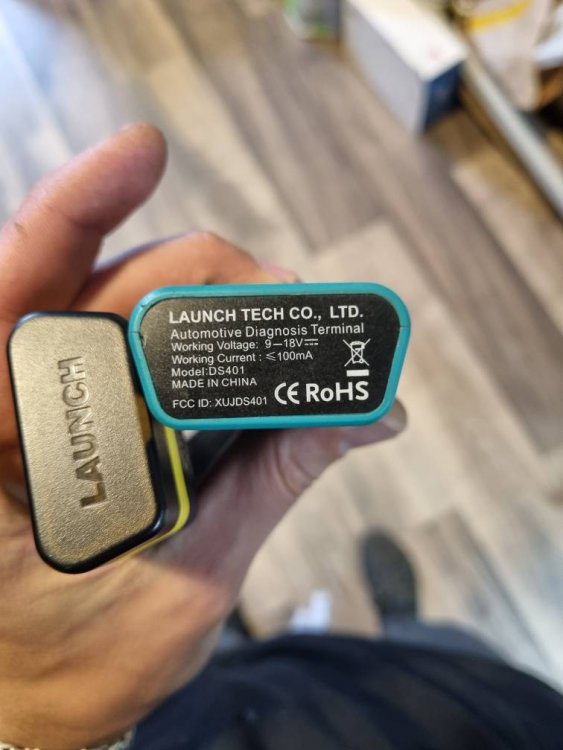 LAUNCH TECH CO., LTD.
Automotive Diagnosis Terminal
Working Voltage: 9—18V⎓
Working Current : ≤100mA
Model:DS401
MADE IN CHINA
FCC ID: XUJDS401
CE RoHS
LAUNCH